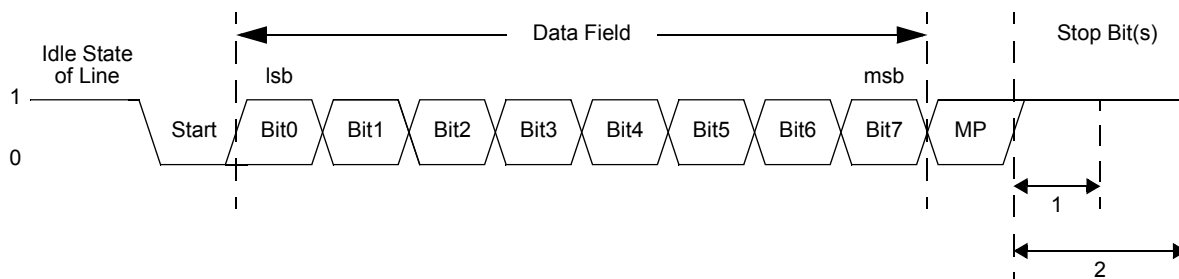 Data Field
Stop Bit(s)
Idle State
of Line
lsb
msb
1
Start
Bit0
Bit1
Bit2
Bit3
Bit4
Bit5
Bit6
Bit7
MP
0
1
2